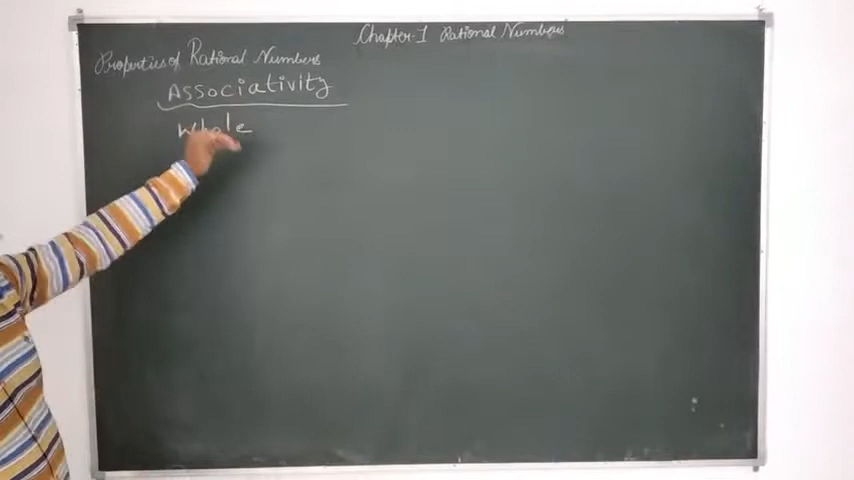 Chapter-1 Rational Numbers
Properties of Rational Numbers
Associativity
Whole